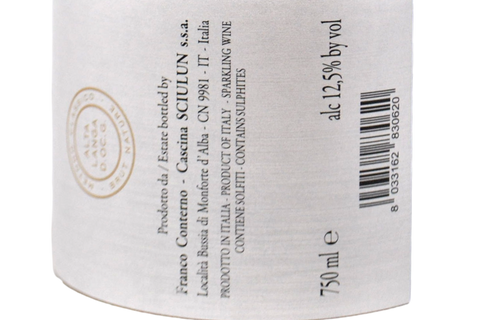 ALTA
LANGA
D.O.C.G.
Prodotto da / Estate bottled by
Franco Conterno - Cascina SCIULUN s.s.a.
Località Bussia di Monforte d'Alba - CN 9981 - IT - Italia
PRODOTTO IN ITALIA - PRODUCT OF ITALY - SPARKLING WINE
CONTIENE SOLFITI - CONTAINS SULPHITES
750 ml ℮ alc 12,5% by vol
8 033162 830620